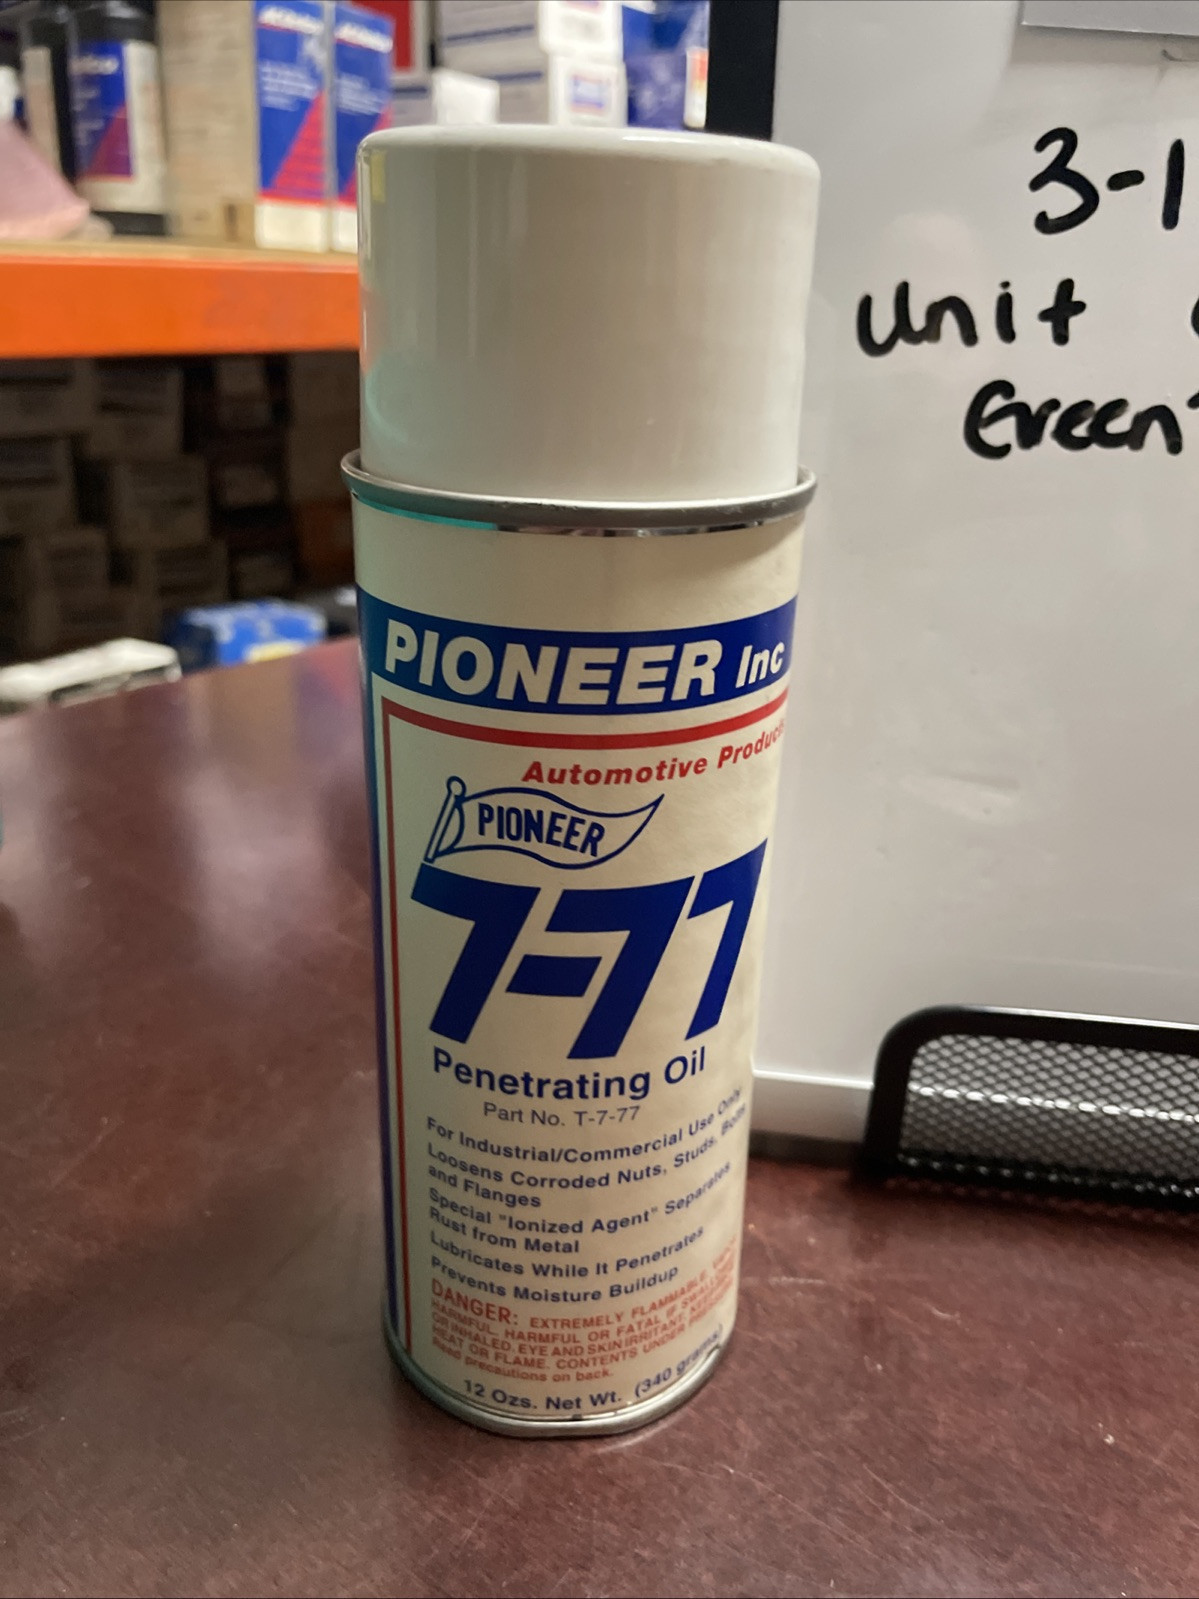 3-1
Unit
Green
PIONEER Inc
Automotive Products
PIONEER
7-77
Penetrating Oil
Part No. T-7-77
For Industrial/Commercial Use Only
Loosens Corroded Nuts, Studs, Bolts
and Flanges
Special "Ionized Agent" Separates
Rust from Metal
Lubricates While It Penetrates
Prevents Moisture Buildup
DANGER: EXTREMELY FLAMMABLE.
HARMFUL. HARMFUL OR FATAL IF
OR INHALED. EYE AND SKIN IRRITANT.
HEAT OR FLAME. CONTENTS UNDER
Read precautions on back.
12 Ozs. Net Wt. (340 grams)